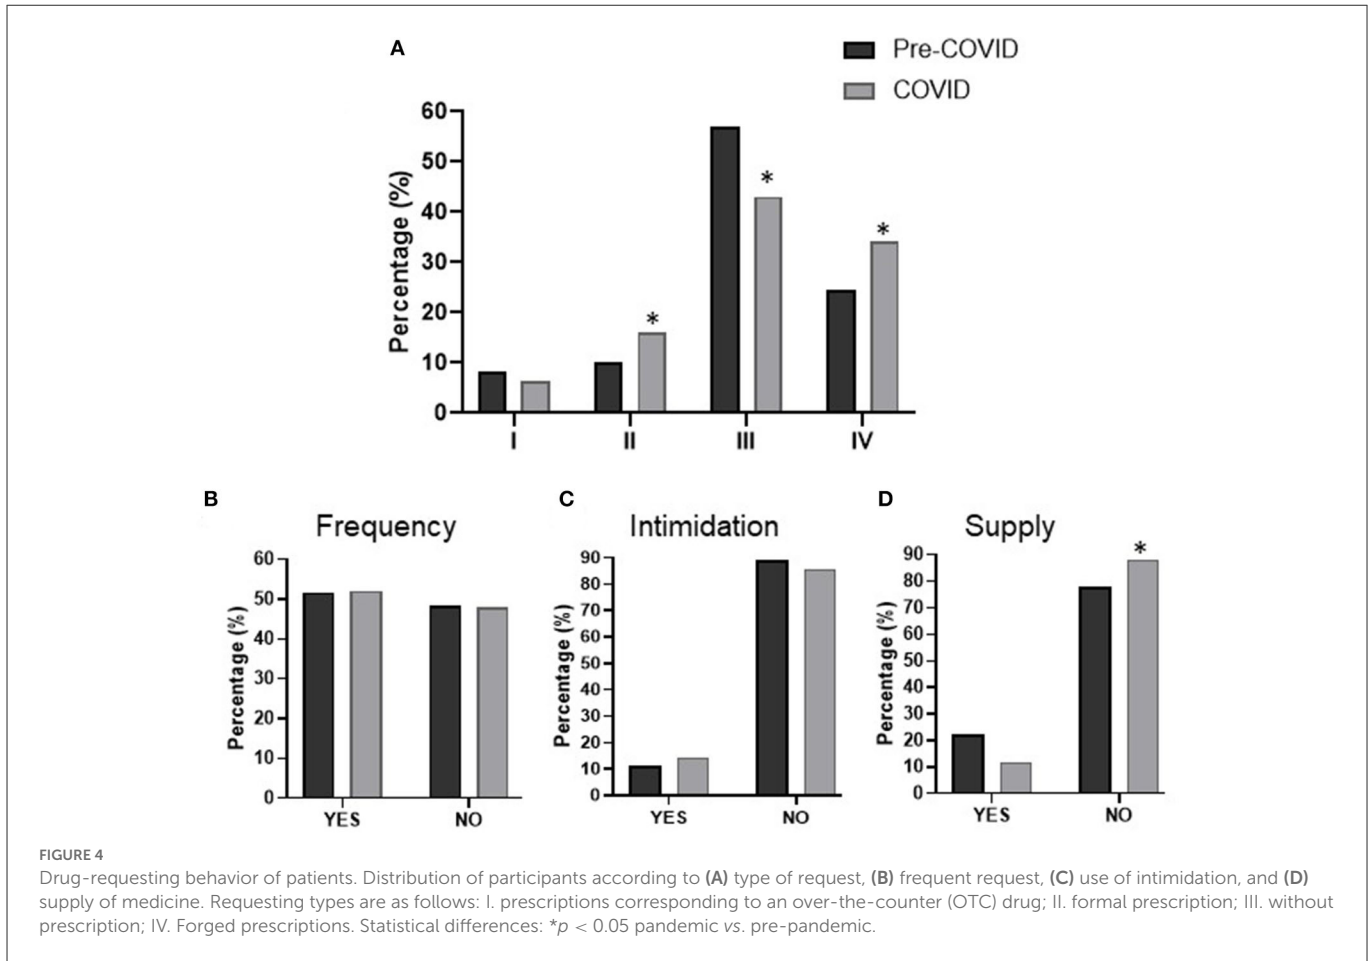 A
Pre-COVID
COVID
60
50
40
30
20
10
0
Percentage (%)
*
*
*
I
II
III
IV
B
Frequency
60
50
40
30
20
10
0
Percentage (%)
YES
NO
C
Intimidation
90
80
70
60
50
40
30
20
10
0
Percentage (%)
YES
NO
D
Supply
*
90
80
70
60
50
40
30
20
10
0
Percentage (%)
YES
NO
FIGURE 4
Drug-requesting behavior of patients. Distribution of participants according to (A) type of request, (B) frequent request, (C) use of intimidation, and (D)
supply of medicine. Requesting types are as follows: I. prescriptions corresponding to an over-the-counter (OTC) drug; II. formal prescription; III. without
prescription; IV. Forged prescriptions. Statistical differences: *p < 0.05 pandemic vs. pre-pandemic.